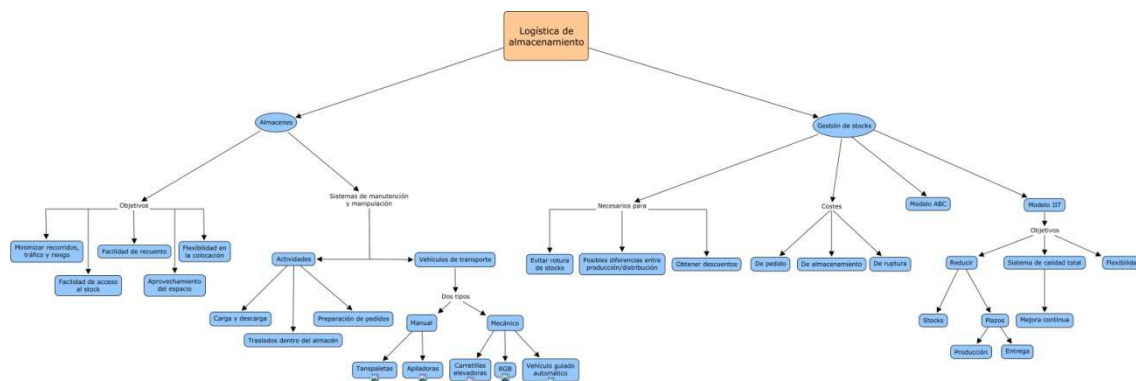 Logística de
almacenamiento
Almacenes
Gestión de stocks
Sistemas de manutención
y manipulación
Modelo ABC
Modelo JIT
Objetivos
Necesarios para
Costes
Objetivos
Minimizar recorridos,
tráfico y riesgo
Facilidad de recuento
Flexibilidad en
la colocación
Facilidad de acceso
al stock
Aprovechamiento
del espacio
Actividades
Vehículos de transporte
Evitar rotura
de stocks
Posibles diferencias entre
producción/distribución
Obtener descuentos
De pedido
De almacenamiento
De ruptura
Reducir
Sistema de calidad total
Flexibilida
Dos tipos
Carga y descarga
Preparación de pedidos
Traslados dentro del almacén
Manual
Mecánico
Stocks
Plazos
Mejora continua
Producción
Entrega
Tanspaletas
Apiladoras
Carretillas
elevadoras
RGB
Vehículo guiado
automático